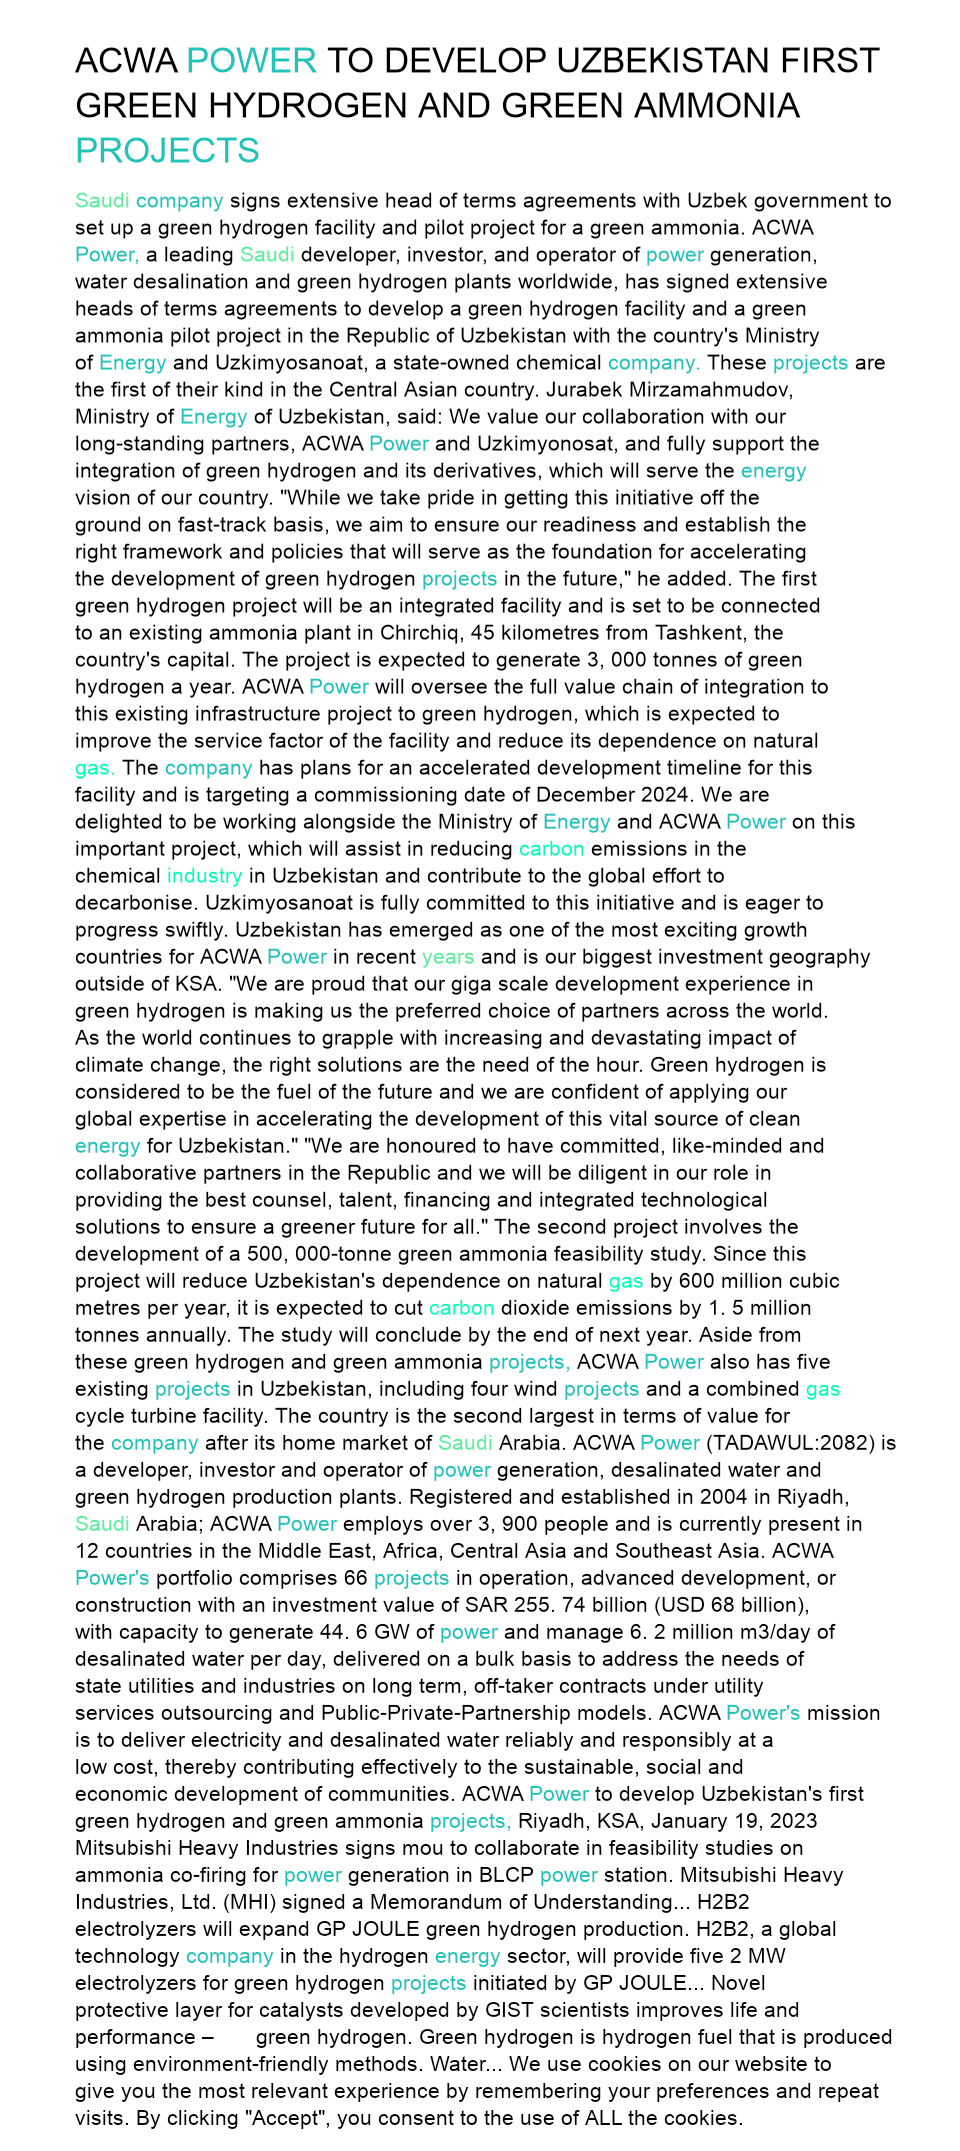 ACWA POWER TO DEVELOP UZBEKISTAN FIRST
GREEN HYDROGEN AND GREEN AMMONIA
PROJECTS
Saudi company signs extensive head of terms agreements with Uzbek government to
set up a green hydrogen facility and pilot project for a green ammonia. ACWA
Power, a leading Saudi developer, investor, and operator of power generation,
water desalination and green hydrogen plants worldwide, has signed extensive
heads of terms agreements to develop a green hydrogen facility and a green
ammonia pilot project in the Republic of Uzbekistan with the country's Ministry
of Energy and Uzkimyosanoat, a state-owned chemical company. These projects are
the first of their kind in the Central Asian country. Jurabek Mirzamahmudov,
Ministry of Energy of Uzbekistan, said: We value our collaboration with our
long-standing partners, ACWA Power and Uzkimyonosat, and fully support the
integration of green hydrogen and its derivatives, which will serve the energy
vision of our country. "While we take pride in getting this initiative off the
ground on fast-track basis, we aim to ensure our readiness and establish the
right framework and policies that will serve as the foundation for accelerating
the development of green hydrogen projects in the future," he added. The first
green hydrogen project will be an integrated facility and is set to be connected
to an existing ammonia plant in Chirchiq, 45 kilometres from Tashkent, the
country's capital. The project is expected to generate 3, 000 tonnes of green
hydrogen a year. ACWA Power will oversee the full value chain of integration to
this existing infrastructure project to green hydrogen, which is expected to
improve the service factor of the facility and reduce its dependence on natural
gas. The company has plans for an accelerated development timeline for this
facility and is targeting a commissioning date of December 2024. We are
delighted to be working alongside the Ministry of Energy and ACWA Power on this
important project, which will assist in reducing carbon emissions in the
chemical industry in Uzbekistan and contribute to the global effort to
decarbonise. Uzkimyosanoat is fully committed to this initiative and is eager to
progress swiftly. Uzbekistan has emerged as one of the most exciting growth
countries for ACWA Power in recent years and is our biggest investment geography
outside of KSA. "We are proud that our giga scale development experience in
green hydrogen is making us the preferred choice of partners across the world.
As the world continues to grapple with increasing and devastating impact of
climate change, the right solutions are the need of the hour. Green hydrogen is
considered to be the fuel of the future and we are confident of applying our
global expertise in accelerating the development of this vital source of clean
energy for Uzbekistan." "We are honoured to have committed, like-minded and
collaborative partners in the Republic and we will be diligent in our role in
providing the best counsel, talent, financing and integrated technological
solutions to ensure a greener future for all." The second project involves the
development of a 500, 000-tonne green ammonia feasibility study. Since this
project will reduce Uzbekistan's dependence on natural gas by 600 million cubic
metres per year, it is expected to cut carbon dioxide emissions by 1. 5 million
tonnes annually. The study will conclude by the end of next year. Aside from
these green hydrogen and green ammonia projects, ACWA Power also has five
existing projects in Uzbekistan, including four wind projects and a combined gas
cycle turbine facility. The country is the second largest in terms of value for
the company after its home market of Saudi Arabia. ACWA Power (TADAWUL:2082) is
a developer, investor and operator of power generation, desalinated water and
green hydrogen production plants. Registered and established in 2004 in Riyadh,
Saudi Arabia; ACWA Power employs over 3, 900 people and is currently present in
12 countries in the Middle East, Africa, Central Asia and Southeast Asia. ACWA
Power's portfolio comprises 66 projects in operation, advanced development, or
construction with an investment value of SAR 255. 74 billion (USD 68 billion),
with capacity to generate 44. 6 GW of power and manage 6. 2 million m3/day of
desalinated water per day, delivered on a bulk basis to address the needs of
state utilities and industries on long term, off-taker contracts under utility
services outsourcing and Public-Private-Partnership models. ACWA Power's mission
is to deliver electricity and desalinated water reliably and responsibly at a
low cost, thereby contributing effectively to the sustainable, social and
economic development of communities. ACWA Power to develop Uzbekistan's first
green hydrogen and green ammonia projects, Riyadh, KSA, January 19, 2023
Mitsubishi Heavy Industries signs mou to collaborate in feasibility studies on
ammonia co-firing for power generation in BLCP power station. Mitsubishi Heavy
Industries, Ltd. (MHI) signed a Memorandum of Understanding... H2B2
electrolyzers will expand GP JOULE green hydrogen production. H2B2, a global
technology company in the hydrogen energy sector, will provide five 2 MW
electrolyzers for green hydrogen projects initiated by GP JOULE... Novel
protective layer for catalysts developed by GIST scientists improves life and
performance – green hydrogen. Green hydrogen is hydrogen fuel that is produced
using environment-friendly methods. Water... We use cookies on our website to
give you the most relevant experience by remembering your preferences and repeat
visits. By clicking "Accept", you consent to the use of ALL the cookies.